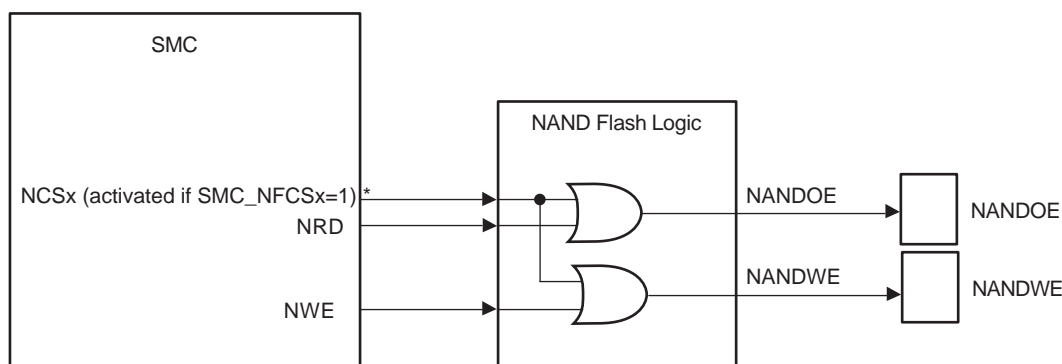 SMC
NAND Flash Logic
NCSx (activated if SMC_NFCSx=1) *
NRD
NWE
NANDOE
NANDOE
NANDWE
NANDWE